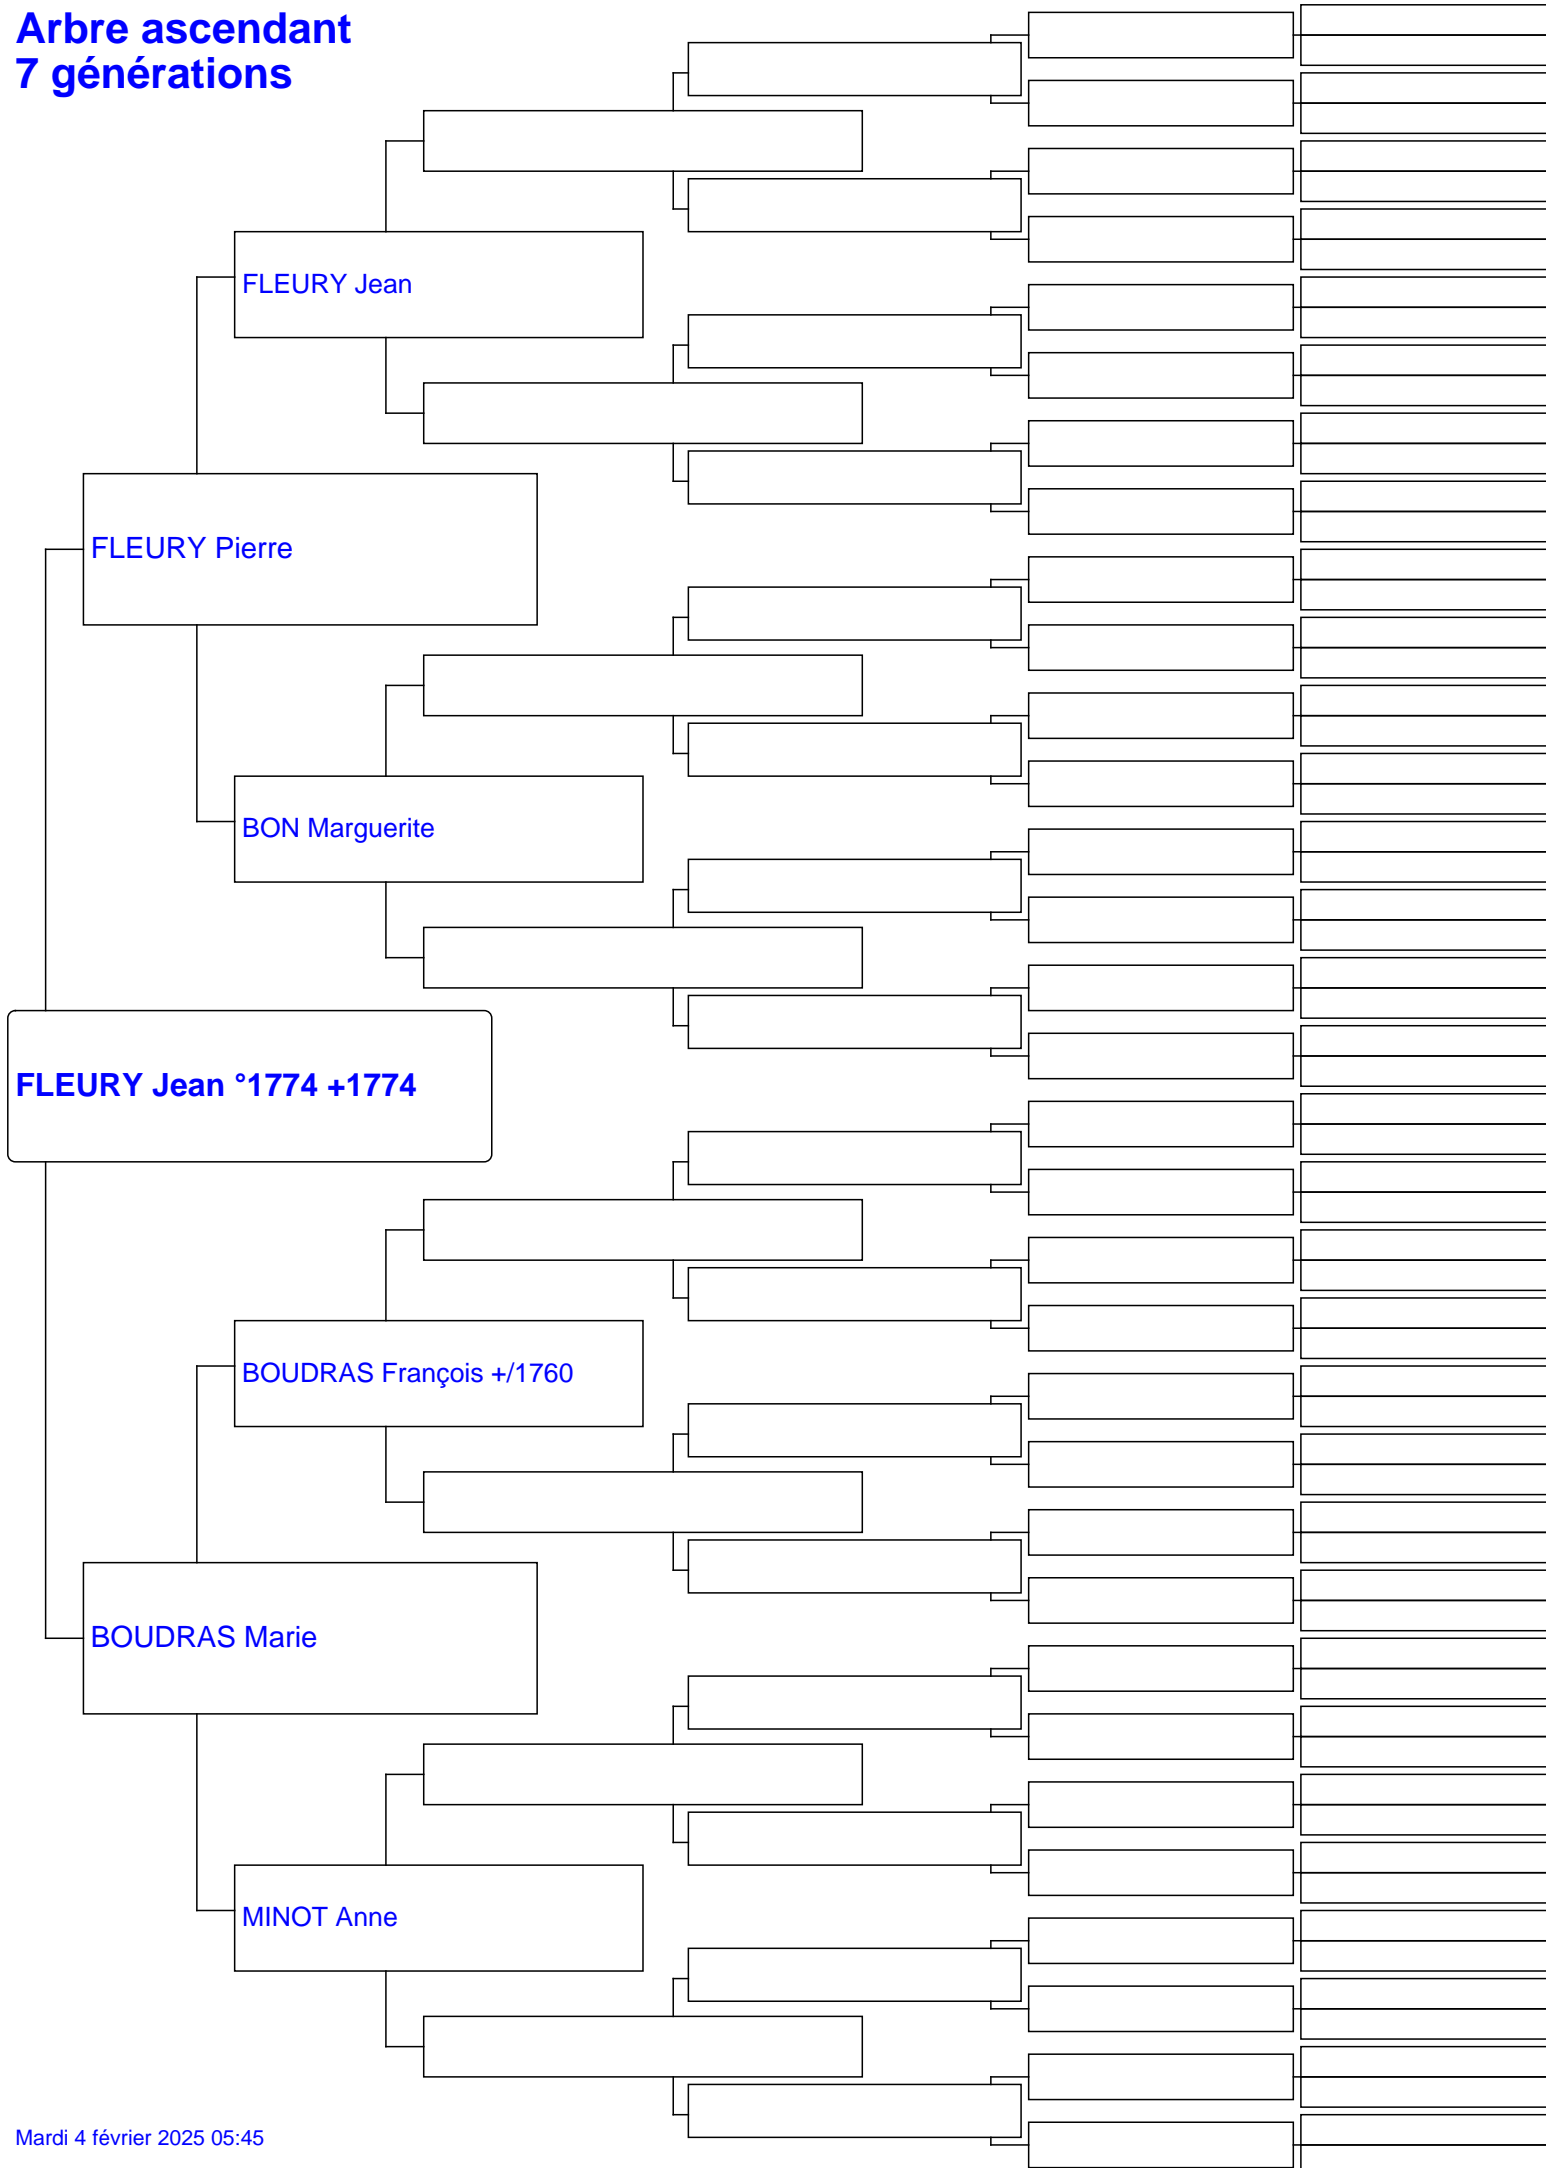 Arbre ascendant
7 générations
FLEURY Jean
FLEURY Pierre
BON Marguerite
FLEURY Jean °1774 +1774
BOUDRAS François +/1760
BOUDRAS Marie
MINOT Anne
Mardi 4 février 2025 05:45